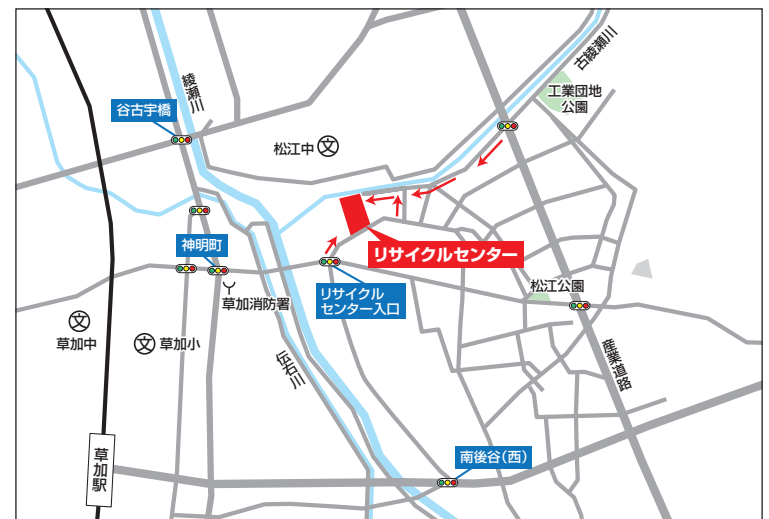 古綾瀬川
綾瀬川
工業団地
公園
谷古宇橋
松江中
文
神明町
リサイクルセンター
リサイクル
センター入口
松江公園
草加消防署
文
草加中
文
草加小
伝右川
産業道路
草加駅
南後谷(西)